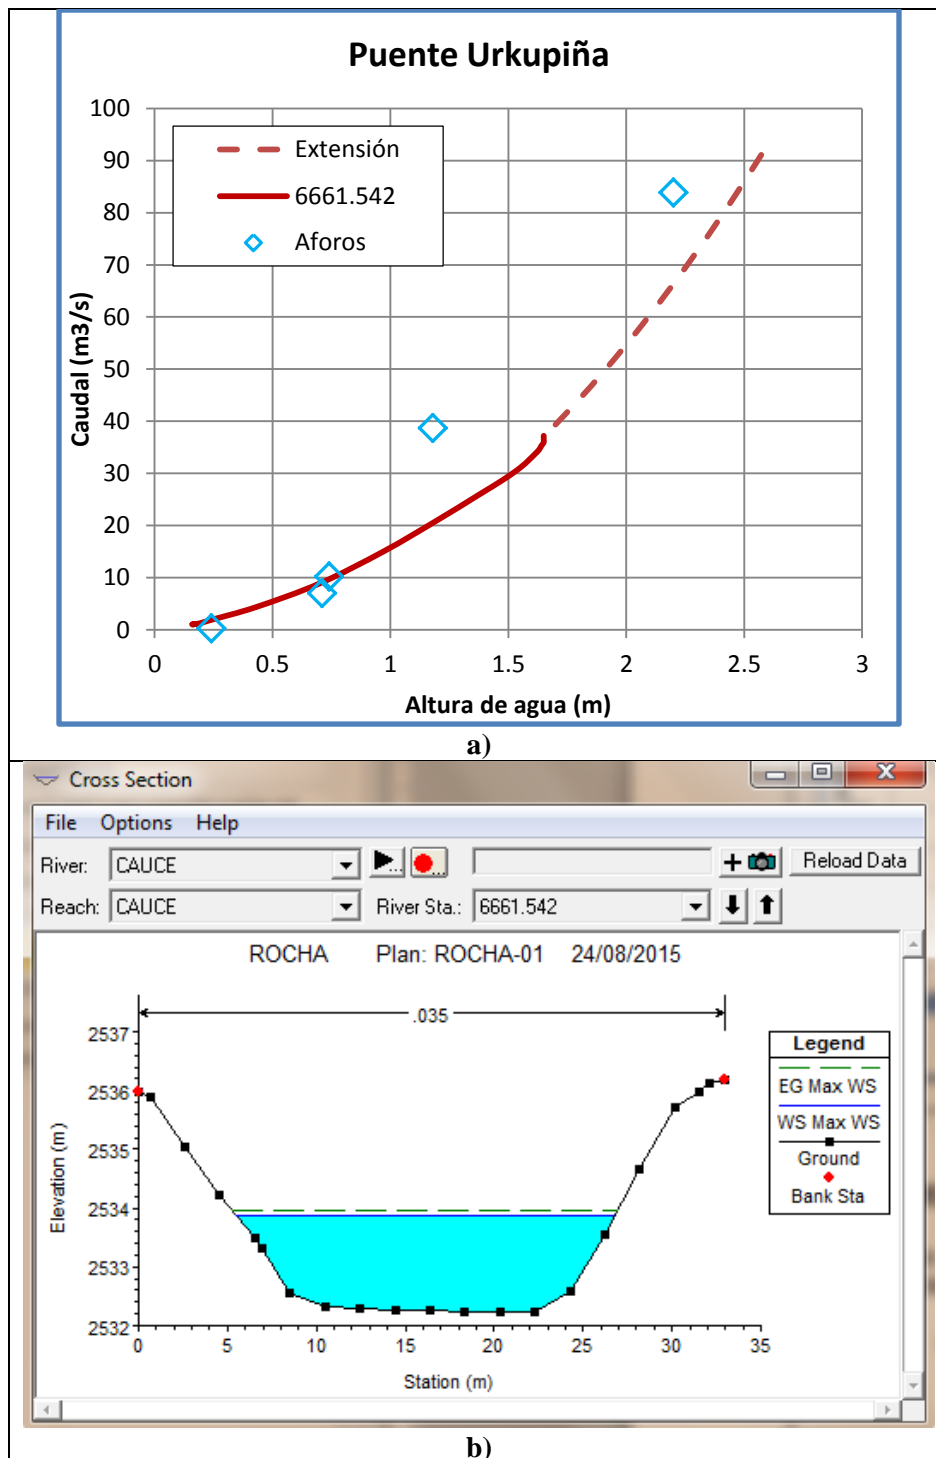 Puente Urkupiña
100
90
80
70
60
50
40
30
20
10
0
Caudal (m3/s)
Extensión
6661.542
Aforos
0 0.5 1 1.5 2 2.5 3
Altura de agua (m)
a)
Cross Section
File Options Help
River: CAUCE ... ... Reload Data
Reach: CAUCE River Sta.: 6661.542
ROCHA Plan: ROCHA-01 24/08/2015
.035
2537
2536
2535
2534
2533
2532
Elevation (m)
0 5 10 15 20 25 30 35
Station (m)
Legend
EG Max WS
WS Max WS
Ground
Bank Sta
b)